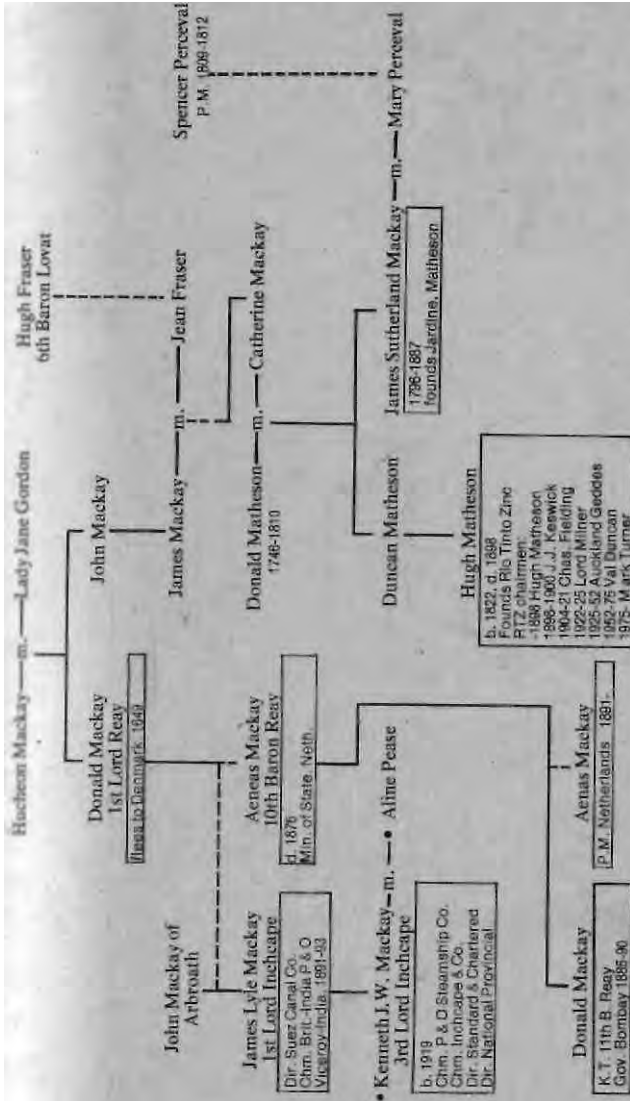 Hucheon Mackay—m.—Lady Jane Gordon
Hugh Fraser
6th Baron Lovat
Donald Mackay
1st Lord Reay
flees to Denmark 1649
John Mackay
John Mackay of
Arbroath
James Mackay—m.—Jean Fraser
Spencer Perceval
P.M. 1809-1812
James Lyle Mackay
1st Lord Inchcape
Dir. Suez Canal Co.
Chm. Brit.-India P & O
Viceroy-India, 1891-93
Aeneas Mackay
10th Baron Reay
d. 1876
Min. of State, Neth.
Donald Matheson—m.—Catherine Mackay
1746-1810
• Kenneth J.W. Mackay—m.—• Aline Pease
3rd Lord Inchcape
b. 1919
Chm. P & O Steamship Co.
Chm. Inchcape & Co.
Dir. Standard & Chartered
Dir. National Provincial
Duncan Matheson
James Sutherland Mackay—m.—Mary Perceval
1796-1887
founds Jardine, Matheson
Hugh Matheson
b. 1822, d. 1898
Founds Rio Tinto Zinc
RTZ chairmen:
-1898 Hugh Matheson
1898-1900 J.J. Keswick
1904-21 Chas. Fielding
1922-25 Lord Milner
1925-52 Auckland Geddes
1952-75 Val Duncan
1975- Mark Turner
Donald Mackay
K.T. 11th B. Reay
Gov. Bombay 1885-90
Aenas Mackay
P.M. Netherlands 1891-